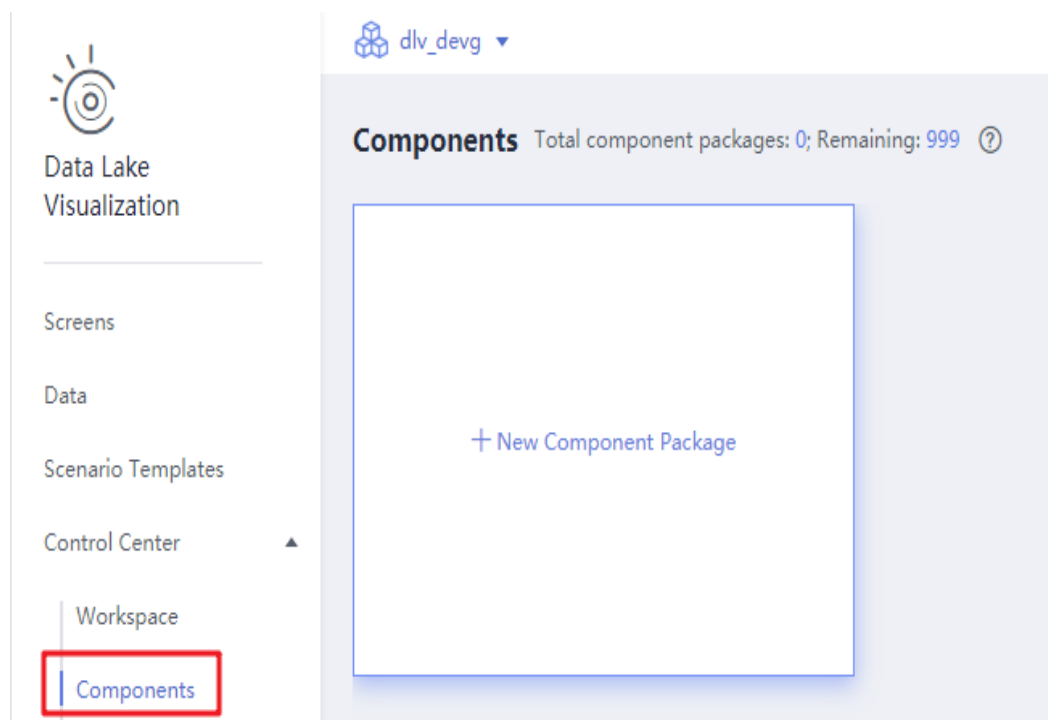 Data Lake
Visualization
Screens
Data
Scenario Templates
Control Center
Workspace
Components
dlv_devg
Components Total component packages: 0; Remaining: 999 ?
+ New Component Package